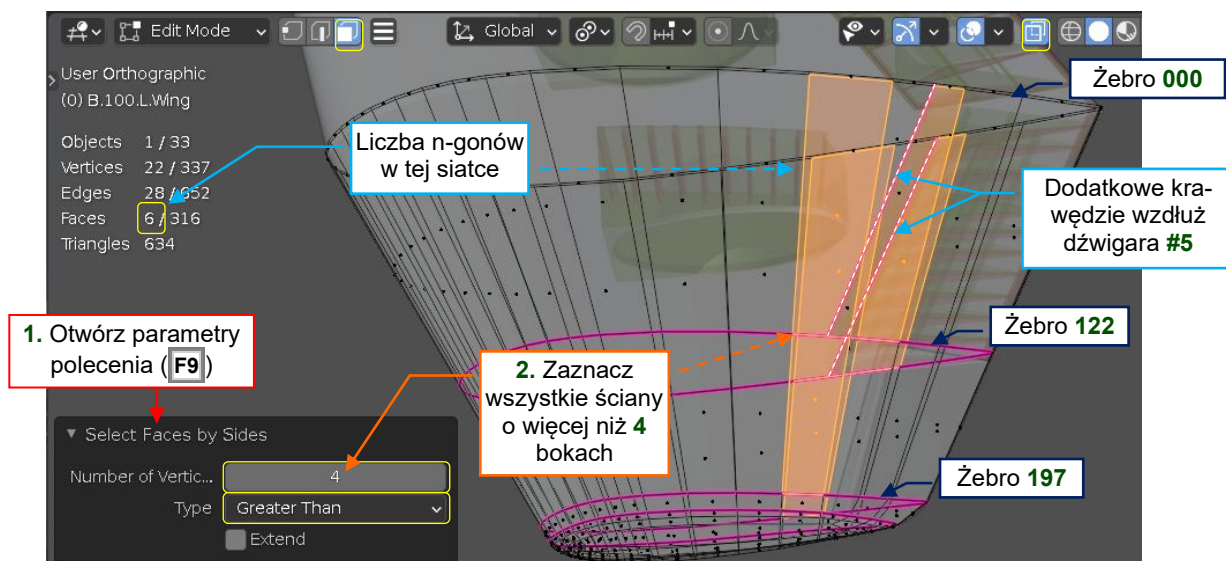 Edit Mode
Global
User Orthographic
(0) B.100.L.Wing
Objects 1 / 33
Vertices 22 / 337
Edges 28 / 652
Faces 6 / 316
Triangles 634
Liczba n-gonów
w tej siatce
Żebro 000
Dodatkowe kra-
wędzie wzdłuż
dźwigara #5
Żebro 122
1. Otwórz parametry
polecenia (F9)
2. Zaznacz
wszystkie ściany
o więcej niż 4
bokach
Żebro 197
Select Faces by Sides
Number of Vertic... 4
Type Greater Than
Extend